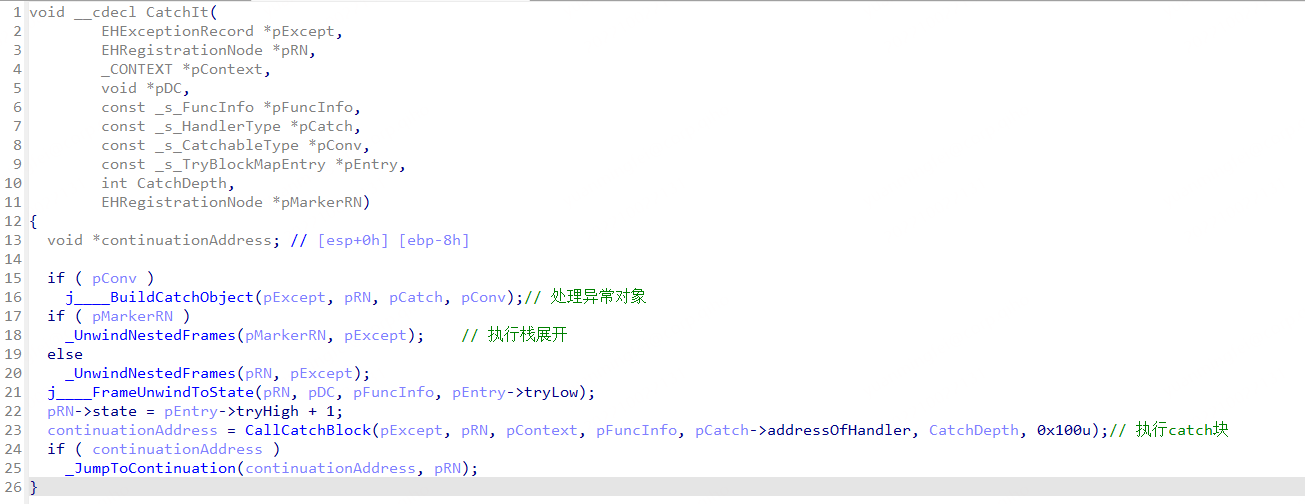 1 void __cdecl CatchIt(
2 EHExceptionRecord *pExcept,
3 EHRegistrationNode *pRN,
4 _CONTEXT *pContext,
5 void *pDC,
6 const _s_FuncInfo *pFuncInfo,
7 const _s_HandlerType *pCatch,
8 const _s_CatchableType *pConv,
9 const _s_TryBlockMapEntry *pEntry,
10 int CatchDepth,
11 EHRegistrationNode *pMarkerRN)
12 {
13 void *continuationAddress; // [esp+0h] [ebp-8h]
14
15 if ( pConv )
16 j____BuildCatchObject(pExcept, pRN, pCatch, pConv);// 处理异常对象
17 if ( pMarkerRN )
18 _UnwindNestedFrames(pMarkerRN, pExcept); // 执行栈展开
19 else
20 _UnwindNestedFrames(pRN, pExcept);
21 j____FrameUnwindToState(pRN, pDC, pFuncInfo, pEntry->tryLow);
22 pRN->state = pEntry->tryHigh + 1;
23 continuationAddress = CallCatchBlock(pExcept, pRN, pContext, pFuncInfo, pCatch->addressOfHandler, CatchDepth, 0x100u);// 执行catch块
24 if ( continuationAddress )
25 _JumpToContinuation(continuationAddress, pRN);
26 }